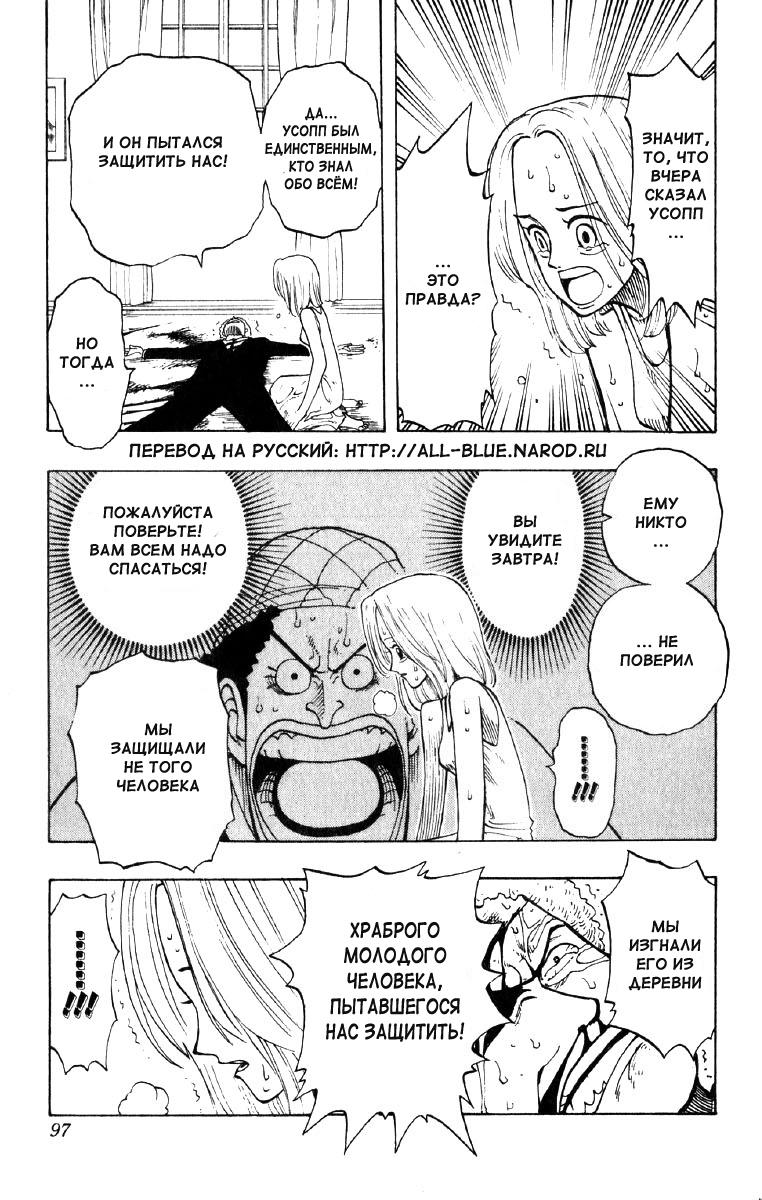 ЗНАЧИТ,
ТО, ЧТО
ВЧЕРА
СКАЗАЛ
УСОПП
...
...
ЭТО
ПРАВДА?
ДА...
УСОПП БЫЛ
ЕДИНСТВЕННЫМ,
КТО ЗНАЛ
ОБО ВСЁМ!
И ОН ПЫТАЛСЯ
ЗАЩИТИТЬ НАС!
НО
ТОГДА
...
ПЕРЕВОД НА РУССКИЙ: HTTP://ALL-BLUE.NAROD.RU
ЕМУ
НИКТО
...
... НЕ
ПОВЕРИЛ
ВЫ
УВИДИТЕ
ЗАВТРА!
ПОЖАЛУЙСТА
ПОВЕРЬТЕ!
ВАМ ВСЕМ НАДО
СПАСАТЬСЯ!
МЫ
ЗАЩИЩАЛИ
НЕ ТОГО
ЧЕЛОВЕКА
......!!!
МЫ
ИЗГНАЛИ
ЕГО ИЗ
ДЕРЕВНИ
ХРАБРОГО
МОЛОДОГО
ЧЕЛОВЕКА,
ПЫТАВШЕГОСЯ
НАС ЗАЩИТИТЬ!
......!!!
97